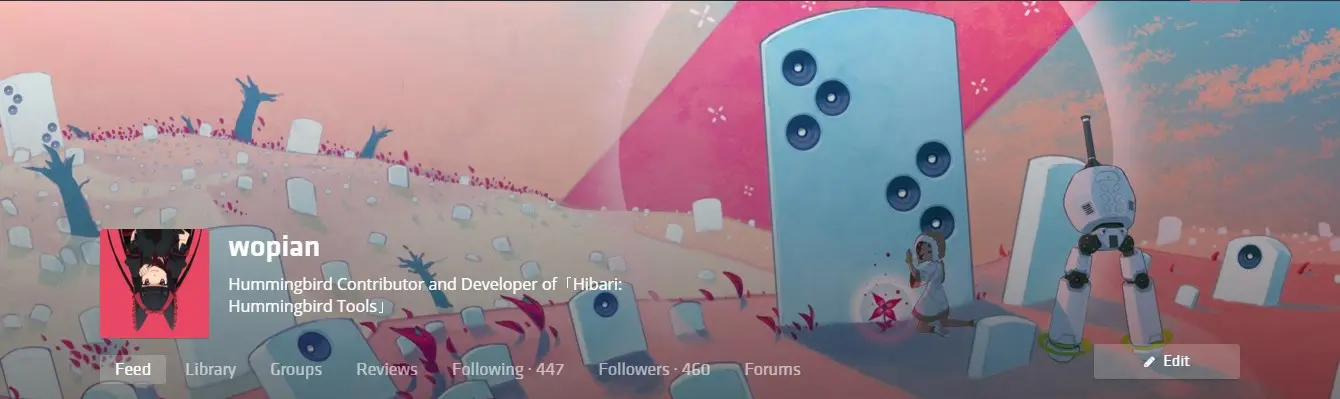 wopian
Hummingbird Contributor and Developer of「Hibari:
Hummingbird Tools」
Feed Library Groups Reviews Following · 447 Followers · 460 Forums
Edit